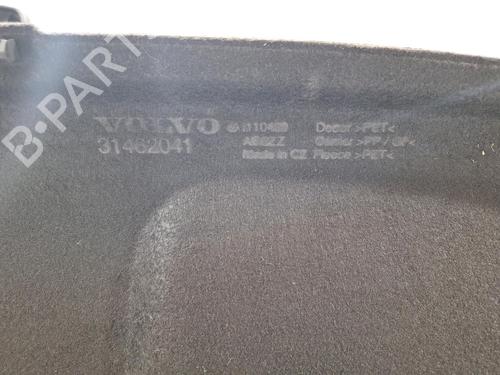 B-PARTS
VOLVO
31462041
Made in CZ
Decor >PET<
Carrier >PP / GF<
Fleece >PET<